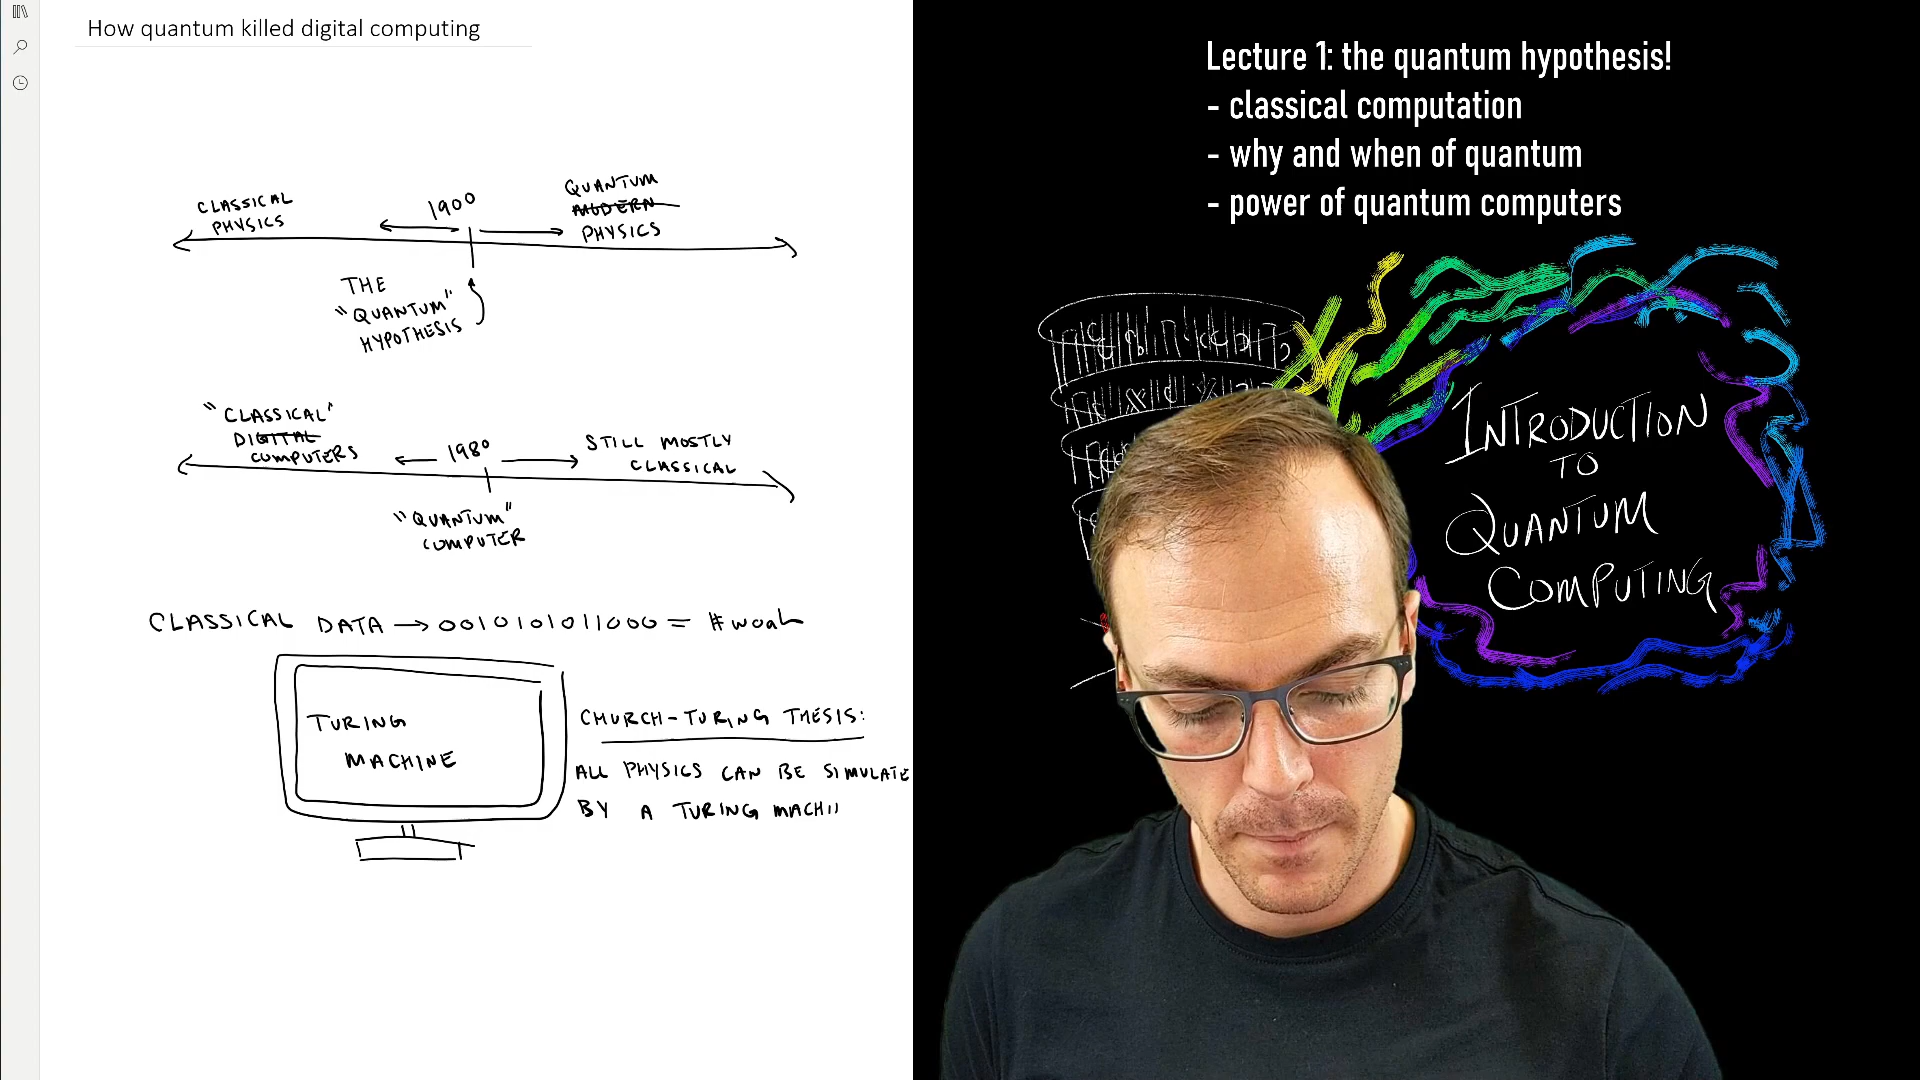 How quantum killed digital computing
CLASSICAL
PHYSICS
1900
QUANTUM
MODERN
PHYSICS
THE
"QUANTUM"
HYPOTHESIS
"CLASSICAL"
DIGITAL
COMPUTERS
1980
STILL MOSTLY
CLASSICAL
"QUANTUM"
COMPUTER
CLASSICAL DATA → 0010101011000 = #woah
TURING
MACHINE
CHURCH-TURING THESIS:
ALL PHYSICS CAN BE SIMULATE
BY A TURING MACHII
Lecture 1: the quantum hypothesis!
- classical computation
- why and when of quantum
- power of quantum computers
INTRODUCTION
TO
QUANTUM
COMPUTING